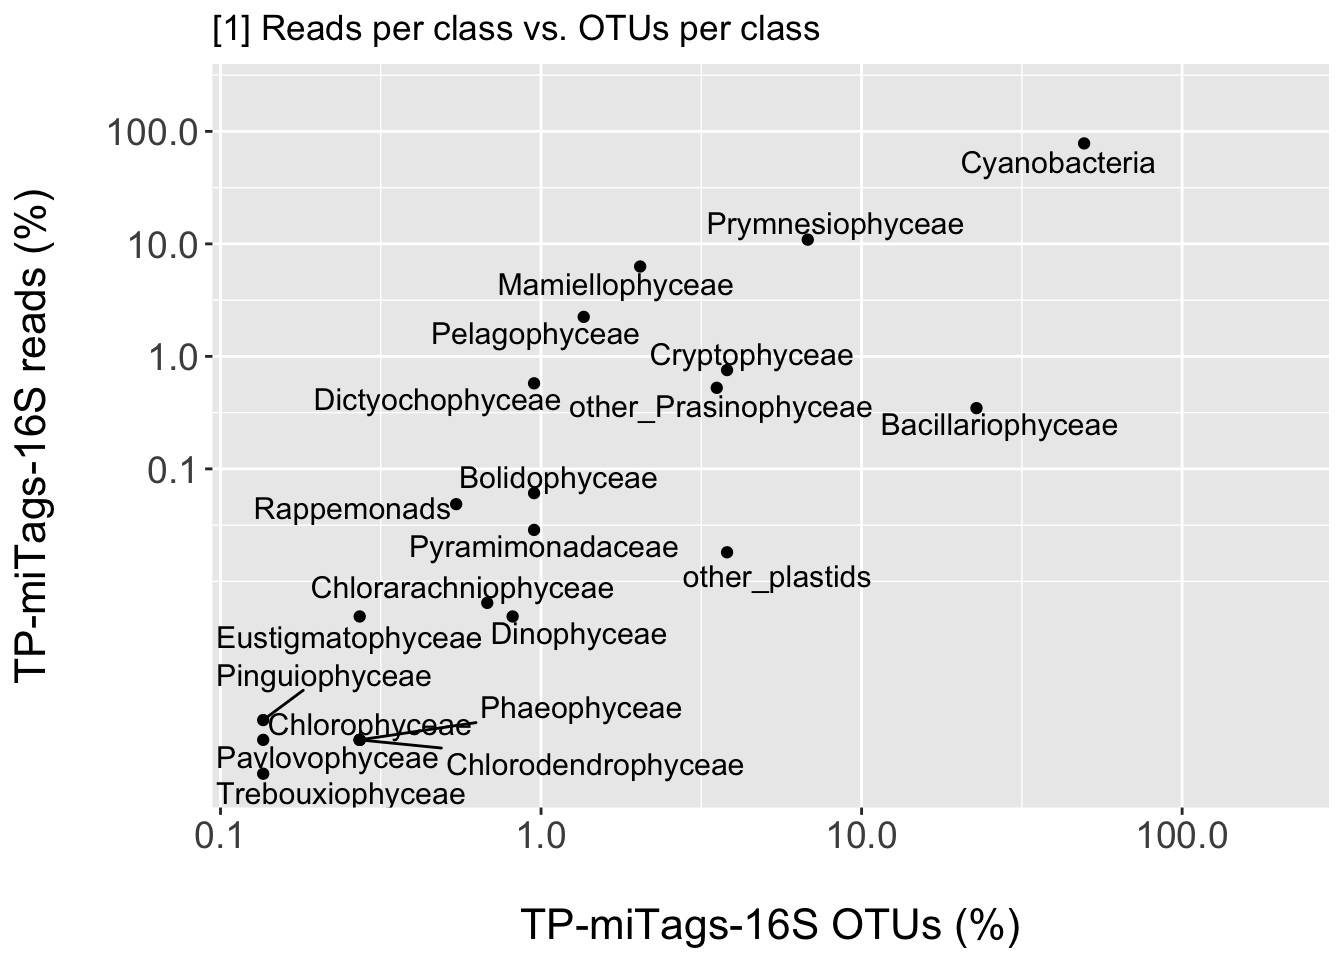 [1] Reads per class vs. OTUs per class
TP-miTags-16S reads (%)
100.0
10.0
1.0
0.1
Cyanobacteria
Prymnesiophyceae
Mamiellophyceae
Pelagophyceae
Cryptophyceae
Dictyochophyceae
other_Prasinophyceae
Bacillariophyceae
Bolidophyceae
Rappemonads
Pyramimonadaceae
other_plastids
Chlorarachniophyceae
Eustigmatophyceae
Dinophyceae
Pinguiophyceae
Phaeophyceae
Chlorophyceae
Pavlovophyceae
Chlorodendrophyceae
Trebouxiophyceae
0.1
1.0
10.0
100.0
TP-miTags-16S OTUs (%)